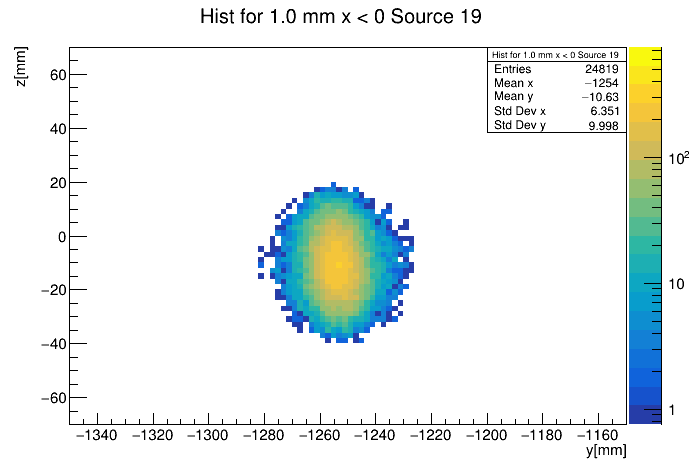 Hist for 1.0 mm x < 0 Source 19
z[mm]
Hist for 1.0 mm x < 0 Source 19
Entries 24819
Mean x −1254
Mean y −10.63
Std Dev x 6.351
Std Dev y 9.998
60
40
20
0
−20
−40
−60
10²
10
1
−1340 −1320 −1300 −1280 −1260 −1240 −1220 −1200 −1180 −1160
y[mm]